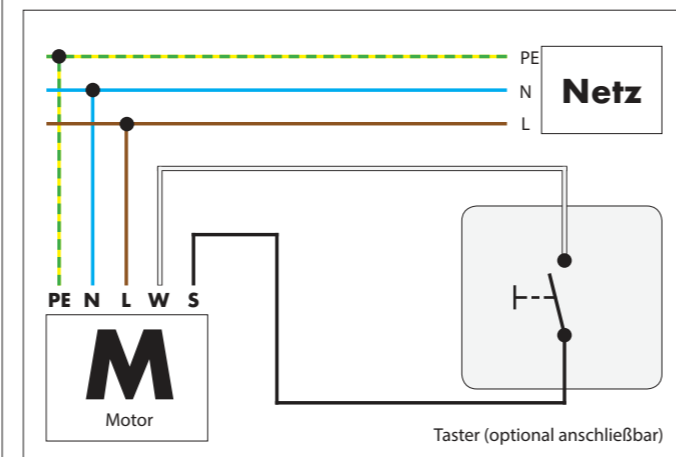 PE
N
Netz
L
PE N L W S
M
Motor
Taster (optional anschließbar)